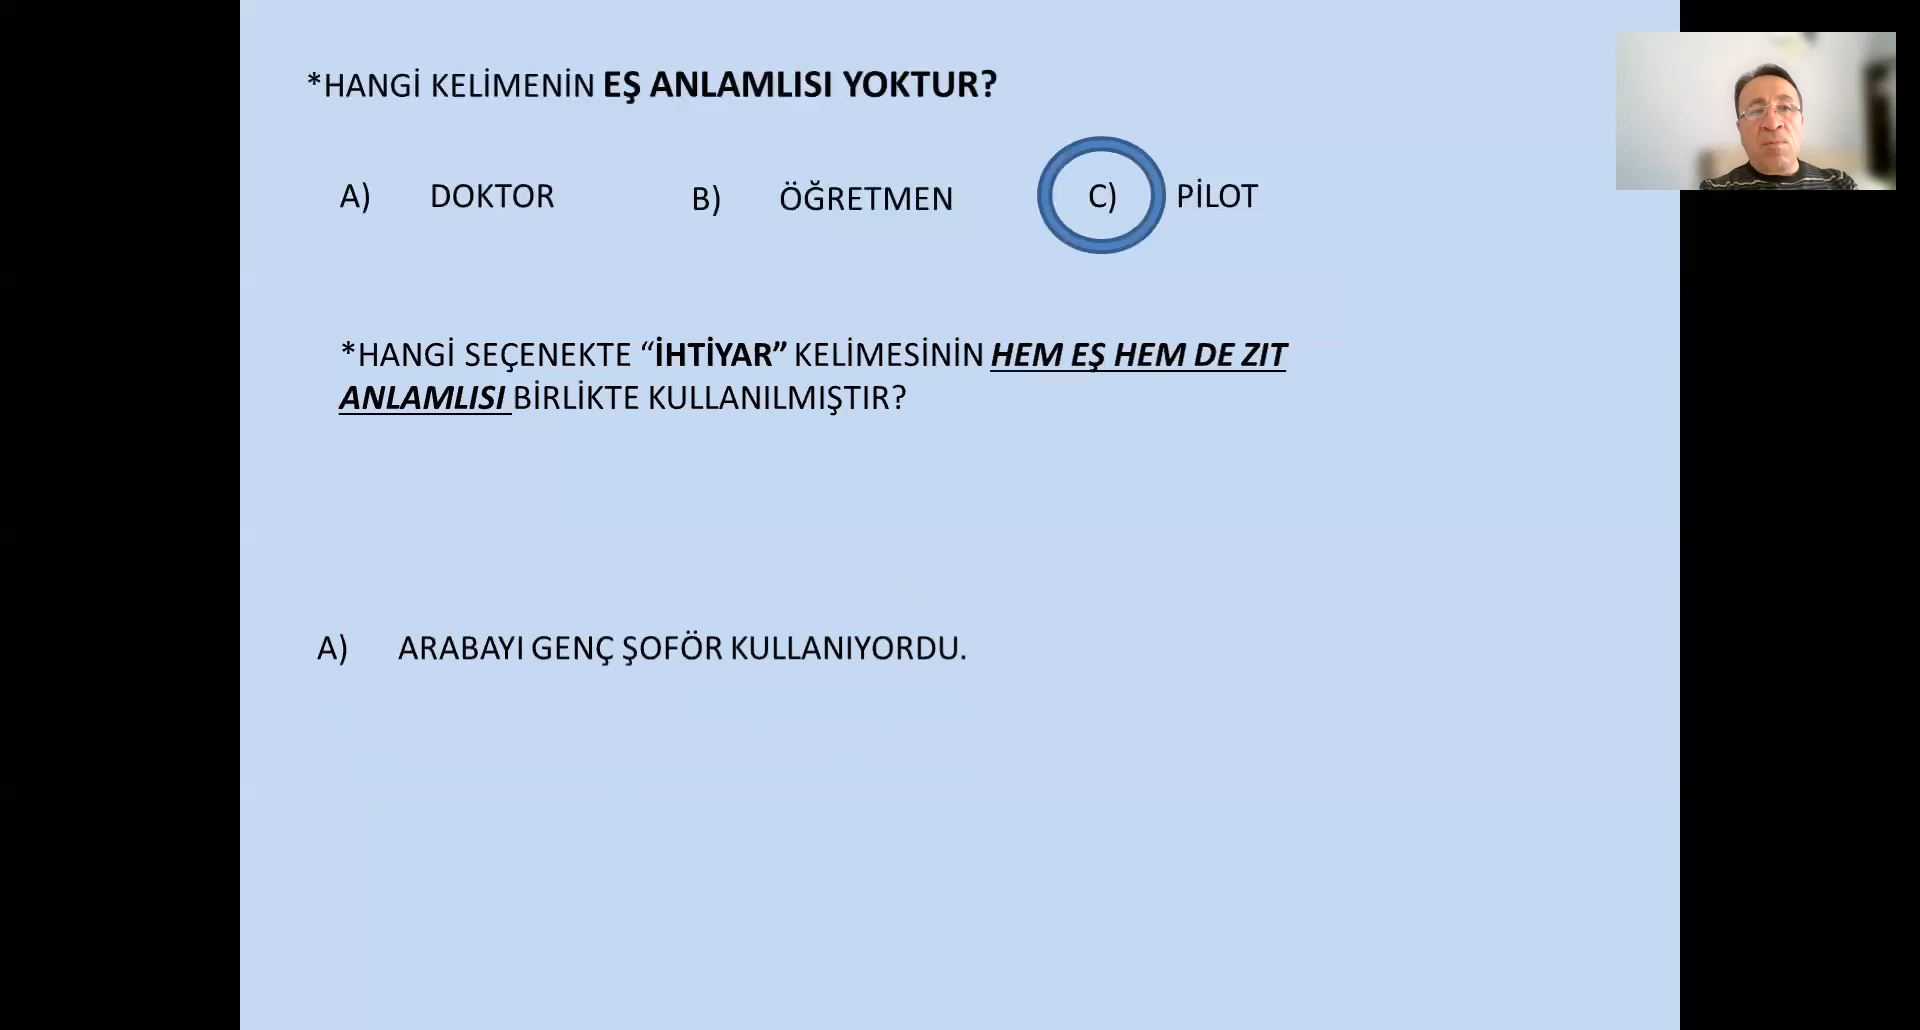 *HANGİ KELİMENİN EŞ ANLAMLISI YOKTUR?
A) DOKTOR B) ÖĞRETMEN C) PİLOT
*HANGİ SEÇENEKTE “İHTİYAR” KELİMESİNİN HEM EŞ HEM DE ZIT
ANLAMLISI BİRLİKTE KULLANILMIŞTIR?
A) ARABAYI GENÇ ŞOFÖR KULLANIYORDU.